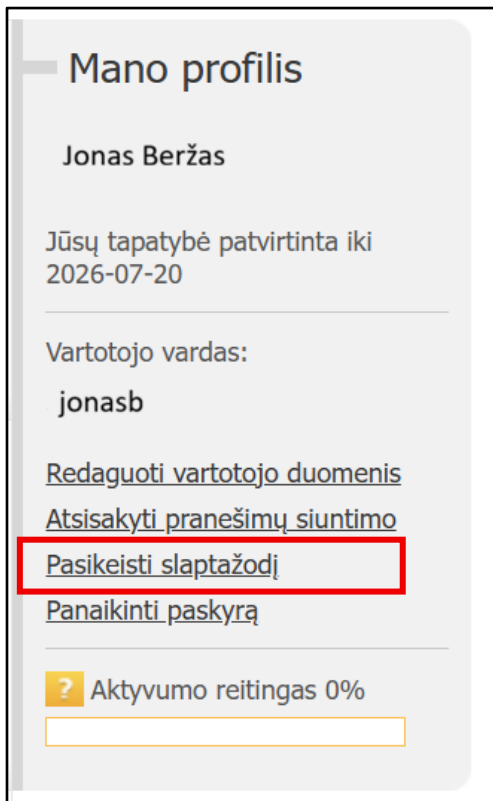 Mano profilis
Jonas Beržas
Jūsų tapatybė patvirtinta iki
2026-07-20
Vartotojo vardas:
jonasb
Redaguoti vartotojo duomenis
Atsisakyti pranešimų siuntimo
Pasikeisti slaptažodį
Panaikinti paskyrą
? Aktyvumo reitingas 0%